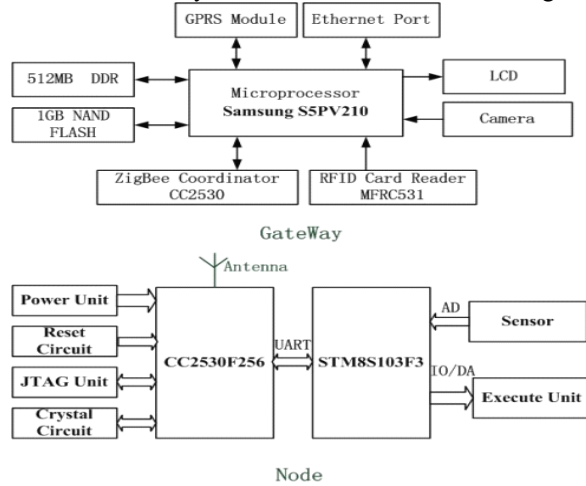 GPRS Module
Ethernet Port
512MB DDR
Microprocessor
Samsung S5PV210
LCD
1GB NAND
FLASH
Camera
ZigBee Coordinator
CC2530
RFID Card Reader
MFRC531
GateWay
Antenna
Power Unit
Reset
Circuit
JTAG Unit
Crystal
Circuit
CC2530F256
UART
STM8S103F3
AD
Sensor
IO/DA
Execute Unit
Node